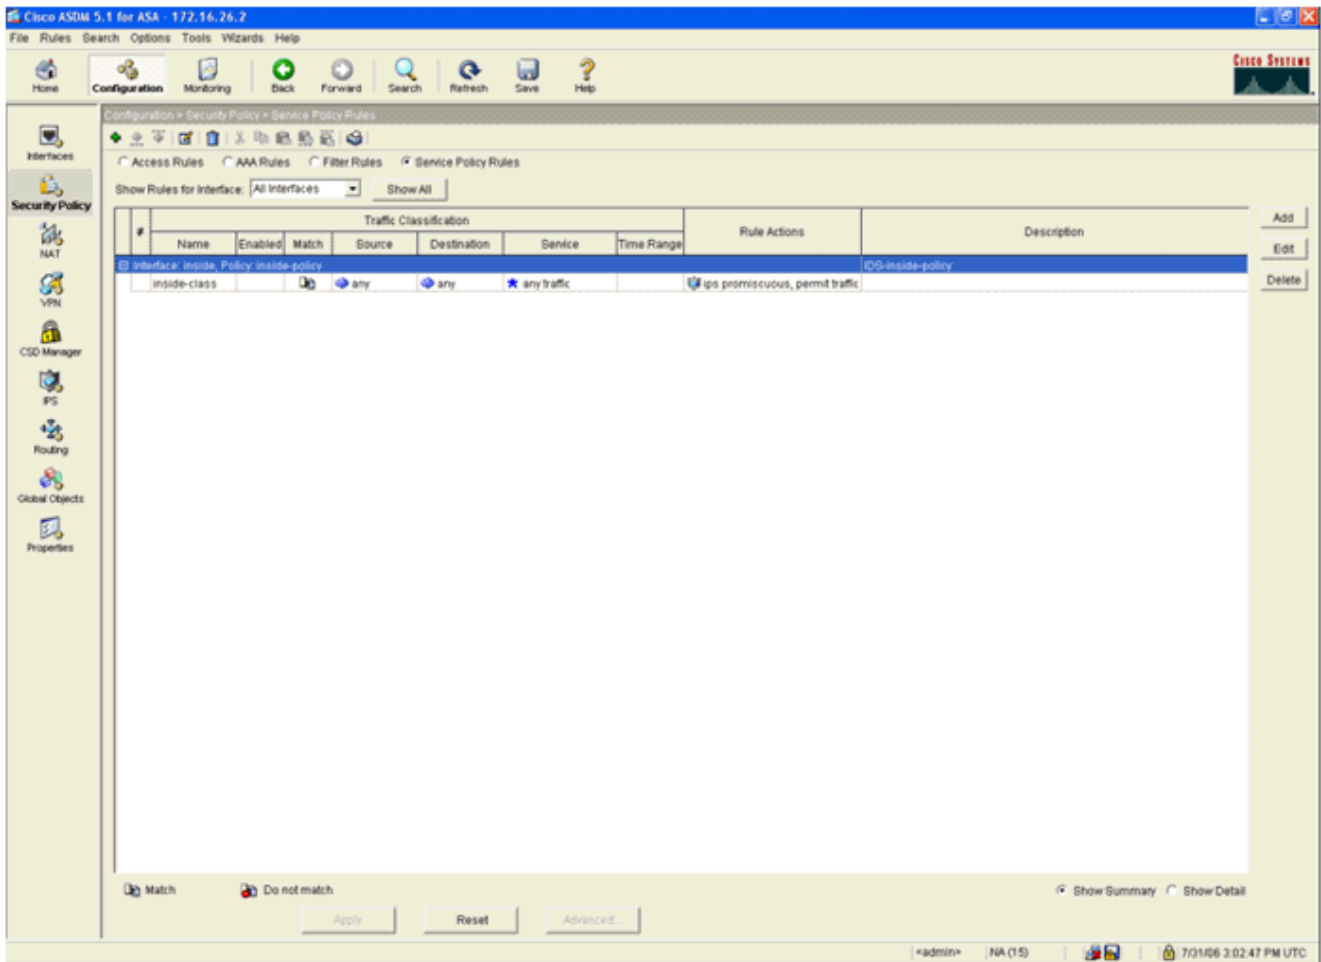 Cisco ASDM 5.1 for ASA - 172.16.26.2
File Rules Search Options Tools Wizards Help
Home Configuration Monitoring Back Forward Search Refresh Save Help
CISCO SYSTEMS
Configuration > Security Policy > Service Policy Rules
Interfaces
Security Policy
NAT
VPN
CSD Manager
IPS
Routing
Global Objects
Properties
Access Rules AAA Rules Filter Rules Service Policy Rules
Show Rules for Interface: All Interfaces Show All
# Traffic Classification Rule Actions Description
Name Enabled Match Source Destination Service Time Range
Interface: inside, Policy: inside-policy IDS-inside-policy
inside-class any any any traffic ips promiscuous, permit traffic
Add
Edit
Delete
Match Do not match Show Summary Show Detail
Apply Reset Advanced...
<admin> NA (15) 7/31/06 3:02:47 PM UTC